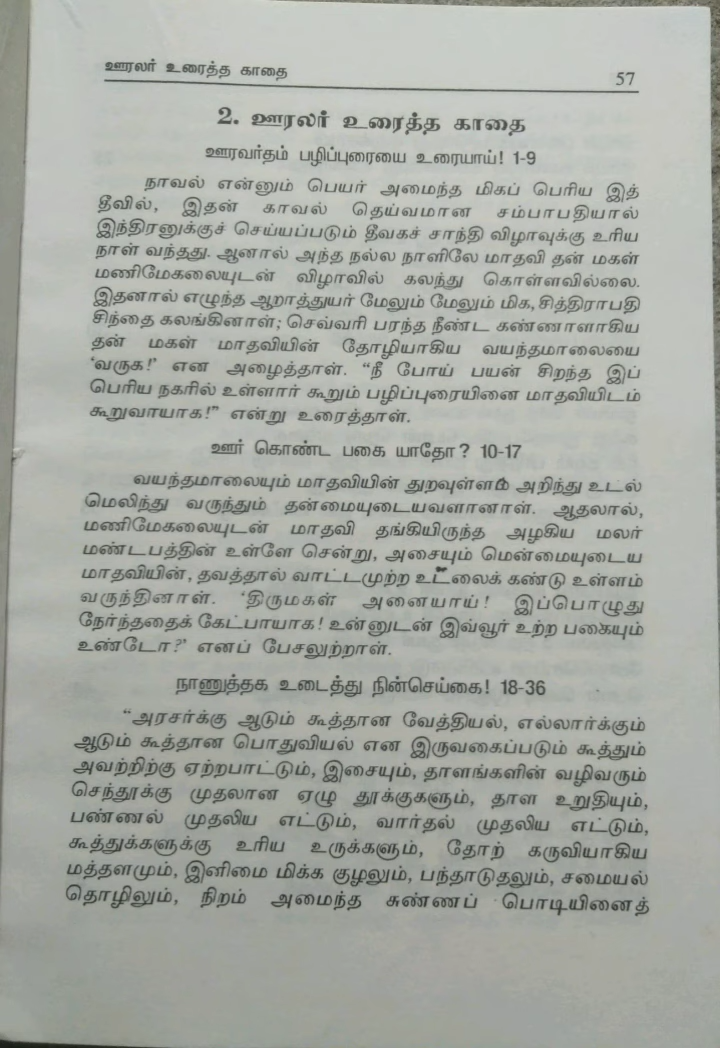 ஊரலர் உரைத்த காதை
57
2. ஊரலர் உரைத்த காதை
ஊரவர்தம் பழிப்புரையை உரையாய்! 1-9
நாவல் என்னும் பெயர் அமைந்த மிகப் பெரிய இத்
தீவில், இதன் காவல் தெய்வமான சம்பாபதியால்
இந்திரனுக்குச் செய்யப்படும் தீவகச் சாந்தி விழாவுக்கு உரிய
நாள் வந்தது. ஆனால் அந்த நல்ல நாளிலே மாதவி தன் மகள்
மணிமேகலையுடன் விழாவில் கலந்து கொள்ளவில்லை.
இதனால் எழுந்த ஆறாத்துயர் மேலும் மேலும் மிக, சித்திராபதி
சிந்தை கலங்கினாள்; செவ்வரி பரந்த நீண்ட கண்ணாளாகிய
தன் மகள் மாதவியின் தோழியாகிய வயந்தமாலையை
'வருக!' என அழைத்தாள். "நீ போய் பயன் சிறந்த இப்
பெரிய நகரில் உள்ளார் கூறும் பழிப்புரையினை மாதவியிடம்
கூறுவாயாக!" என்று உரைத்தாள்.
ஊர் கொண்ட பகை யாதோ? 10-17
வயந்தமாலையும் மாதவியின் துறவுள்ளம் அறிந்து உடல்
மெலிந்து வருந்தும் தன்மையுடையவளானாள். ஆதலால்,
மணிமேகலையுடன் மாதவி தங்கியிருந்த அழகிய மலர்
மண்டபத்தின் உள்ளே சென்று, அசையும் மென்மையுடைய
மாதவியின், தவத்தால் வாட்டமுற்ற உடலைக் கண்டு உள்ளம்
வருந்தினாள். 'திருமகள் அனையாய்! இப்பொழுது
நேர்ந்ததைக் கேட்பாயாக! உன்னுடன் இவ்வூர் உற்ற பகையும்
உண்டோ?' எனப் பேசலுற்றாள்.
நாணுத்தக உடைத்து நின்செய்கை! 18-36
"அரசர்க்கு ஆடும் கூத்தான வேத்தியல், எல்லார்க்கும்
ஆடும் கூத்தான பொதுவியல் என இருவகைப்படும் கூத்தும்
அவற்றிற்கு ஏற்றபாட்டும், இசையும், தாளங்களின் வழிவரும்
செந்தூக்கு முதலான ஏழு தூக்குகளும், தாள உறுதியும்,
பண்ணல் முதலிய எட்டும், வார்தல் முதலிய எட்டும்,
கூத்துக்களுக்கு உரிய உருக்களும், தோற் கருவியாகிய
மத்தளமும், இனிமை மிக்க குழலும், பந்தாடுதலும், சமையல்
தொழிலும், நிறம் அமைந்த சுண்ணப் பொடியினைத்